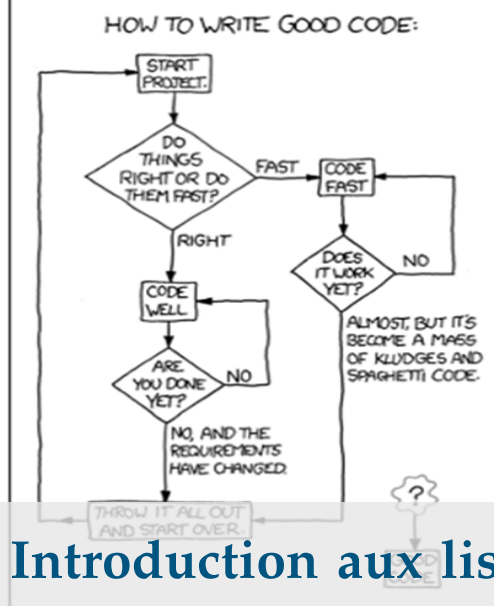 HOW TO WRITE GOOD CODE:
START
PROJECT.
DO
THINGS
RIGHT OR DO
THEM FAST?
FAST
CODE
FAST
RIGHT
DOES
IT WORK
YET?
NO
CODE
WELL
ALMOST, BUT IT'S
BECOME A MASS
OF KLUDGES AND
SPAGHETTI CODE.
ARE
YOU DONE
YET?
NO
NO, AND THE
REQUIREMENTS
HAVE CHANGED.
?
THROW IT ALL OUT
AND START OVER.
GOOD
CODE
Introduction aux lis